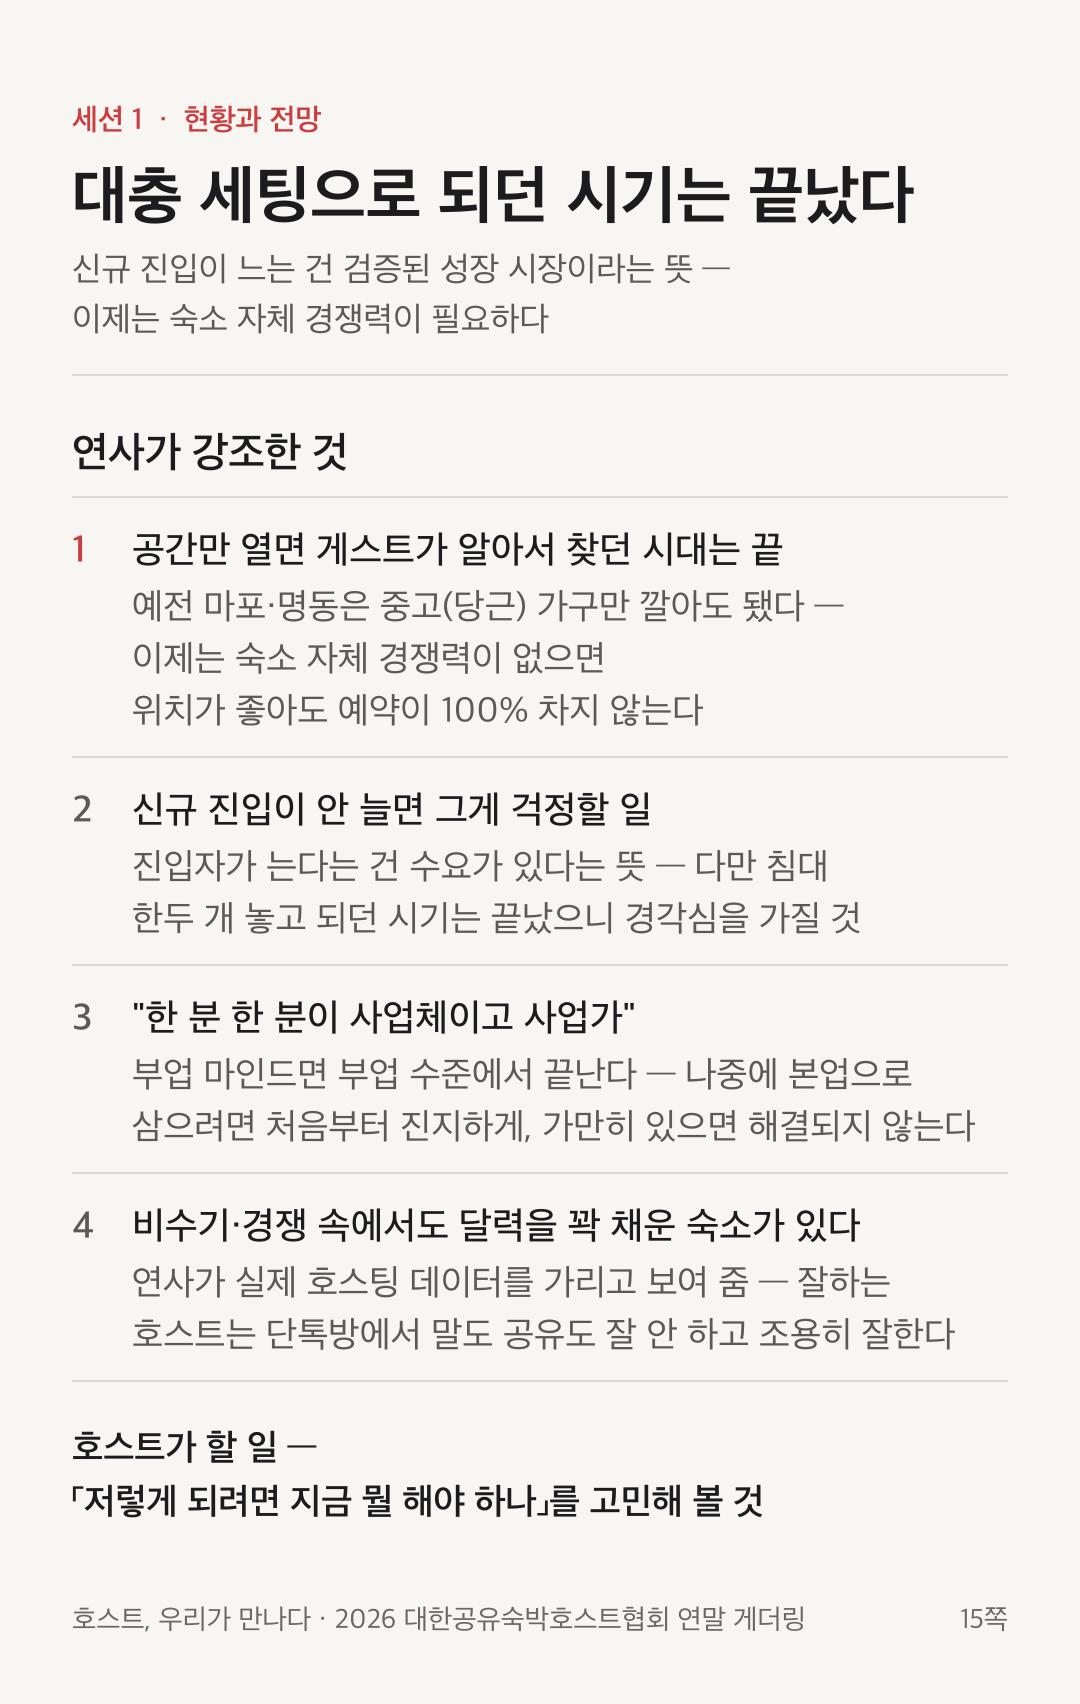 세션 1 · 현황과 전망
대충 세팅으로 되던 시기는 끝났다
신규 진입이 느는 건 검증된 성장 시장이라는 뜻 —
이제는 숙소 자체 경쟁력이 필요하다
연사가 강조한 것
1 공간만 열면 게스트가 알아서 찾던 시대는 끝
예전 마포·명동은 중고(당근) 가구만 깔아도 됐다 —
이제는 숙소 자체 경쟁력이 없으면
위치가 좋아도 예약이 100% 차지 않는다
2 신규 진입이 안 늘면 그게 걱정할 일
진입자가 는다는 건 수요가 있다는 뜻 — 다만 침대
한두 개 놓고 되던 시기는 끝났으니 경각심을 가질 것
3 "한 분 한 분이 사업체이고 사업가"
부업 마인드면 부업 수준에서 끝난다 — 나중에 본업으로
삼으려면 처음부터 진지하게, 가만히 있으면 해결되지 않는다
4 비수기·경쟁 속에서도 달력을 꽉 채운 숙소가 있다
연사가 실제 호스팅 데이터를 가리고 보여 줌 — 잘하는
호스트는 단톡방에서 말도 공유도 잘 안 하고 조용히 잘한다
호스트가 할 일 —
「저렇게 되려면 지금 뭘 해야 하나」를 고민해 볼 것
호스트, 우리가 만나다 · 2026 대한공유숙박호스트협회 연말 게더링 15쪽